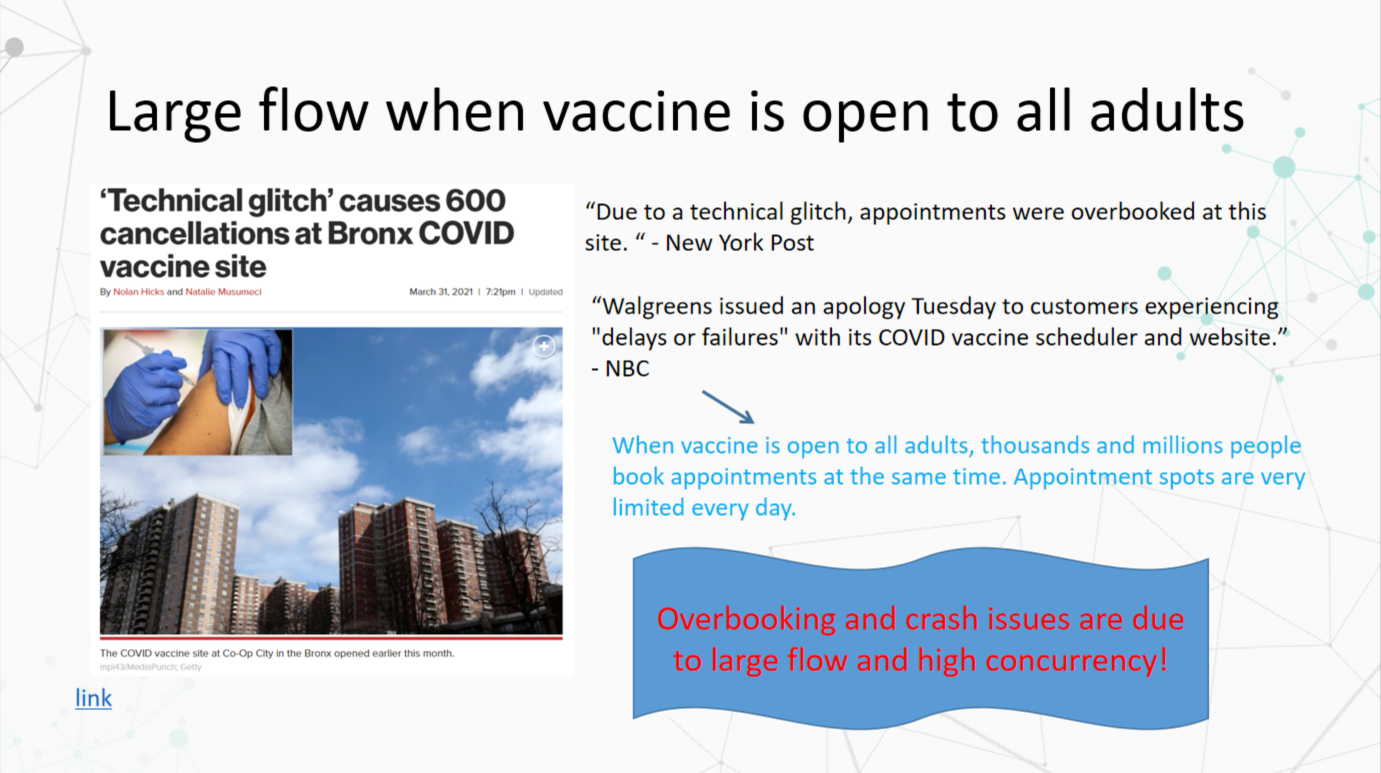 Large flow when vaccine is open to all adults
‘Technical glitch’ causes 600
cancellations at Bronx COVID
vaccine site
By Nolan Hicks and Natalie Musumeci
March 31, 2021 | 7:21pm | Updated
The COVID vaccine site at Co-Op City in the Bronx opened earlier this month.
mpi43/MediaPunch; Getty
link
“Due to a technical glitch, appointments were overbooked at this
site. “ - New York Post
“Walgreens issued an apology Tuesday to customers experiencing
"delays or failures" with its COVID vaccine scheduler and website.”
- NBC
When vaccine is open to all adults, thousands and millions people
book appointments at the same time. Appointment spots are very
limited every day.
Overbooking and crash issues are due
to large flow and high concurrency!